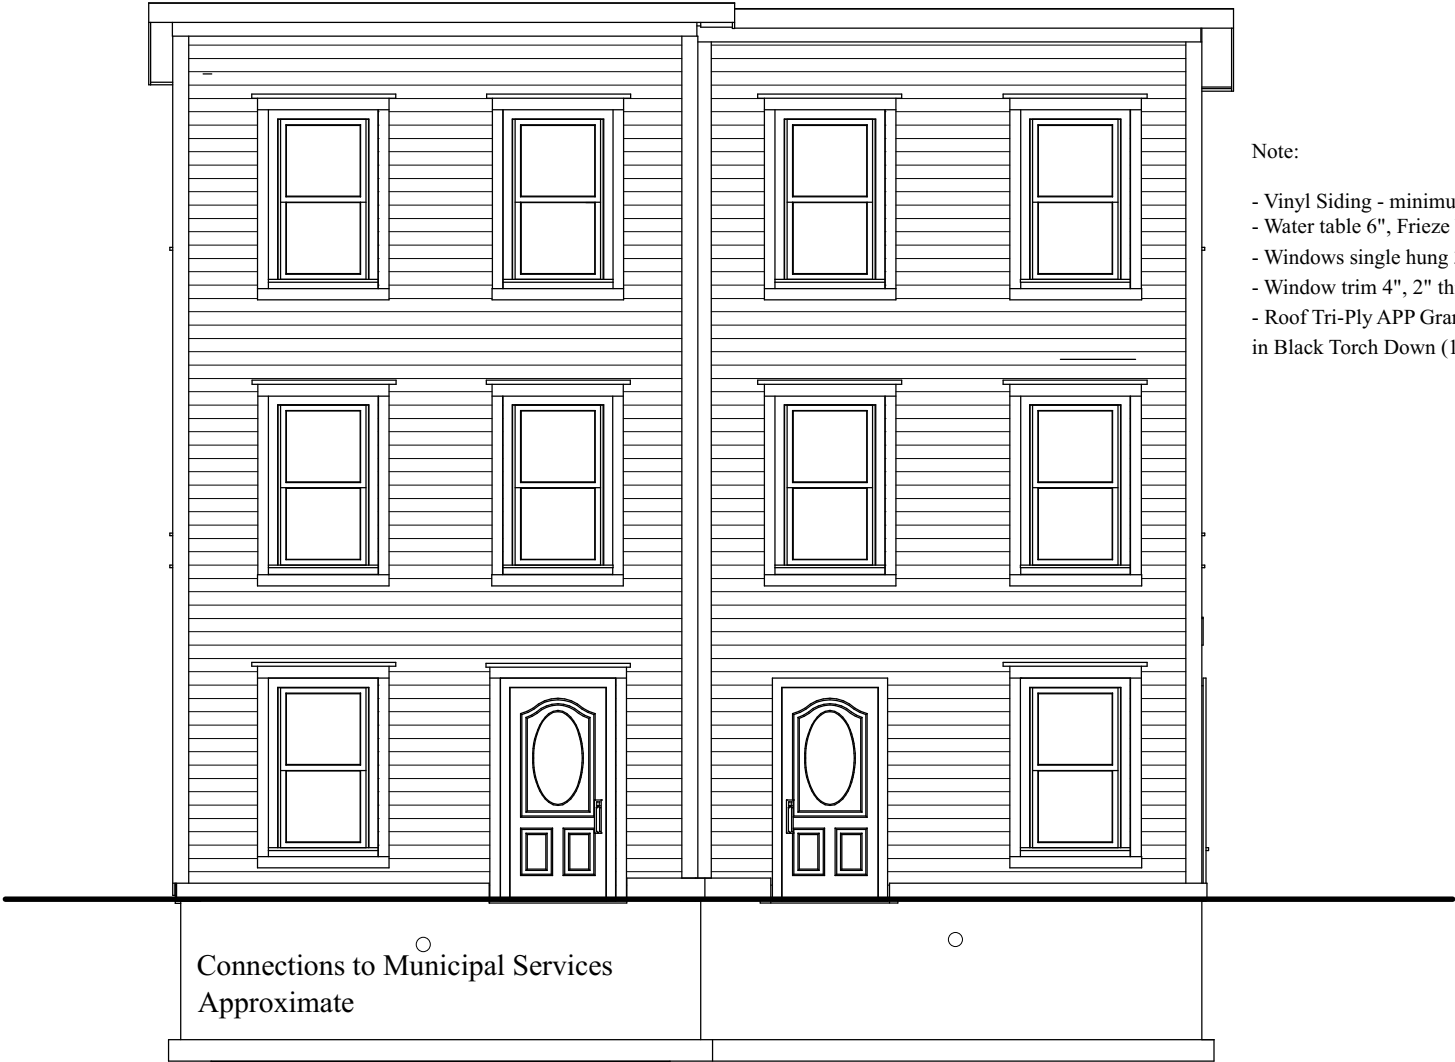 Note:
- Vinyl Siding - minimu
- Water table 6", Frieze
- Windows single hung
- Window trim 4", 2" th
- Roof Tri-Ply APP Gran
in Black Torch Down (1
Connections to Municipal Services
Approximate